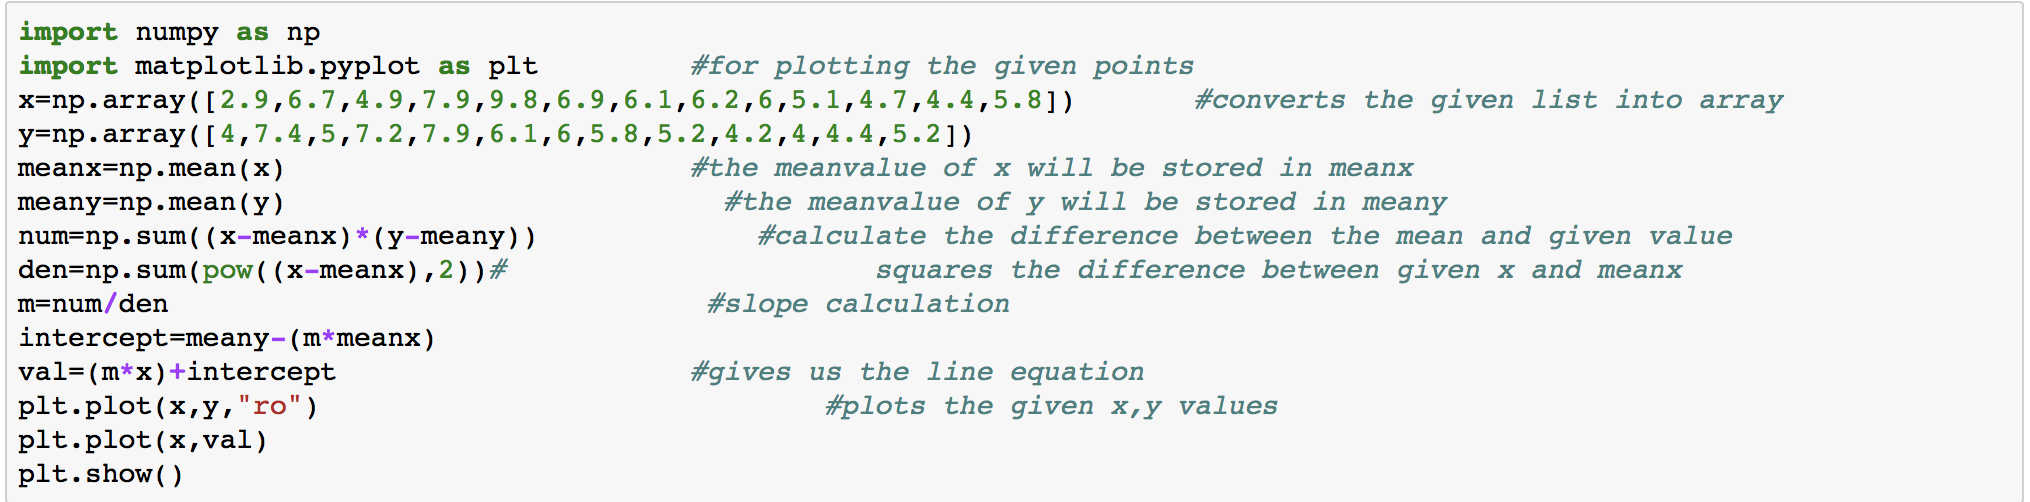 import numpy as np
import matplotlib.pyplot as plt         #for plotting the given points
x=np.array([2.9,6.7,4.9,7.9,9.8,6.9,6.1,6.2,6,5.1,4.7,4.4,5.8])       #converts the given list into array
y=np.array([4,7.4,5,7.2,7.9,6.1,6,5.8,5.2,4.2,4,4.4,5.2])
meanx=np.mean(x)                        #the meanvalue of x will be stored in meanx
meany=np.mean(y)                          #the meanvalue of y will be stored in meany
num=np.sum((x-meanx)*(y-meany))             #calculate the difference between the mean and given value
den=np.sum(pow((x-meanx),2))#                      squares the difference between given x and meanx
m=num/den                                #slope calculation
intercept=meany-(m*meanx)
val=(m*x)+intercept                     #gives us the line equation
plt.plot(x,y,"ro")                              #plots the given x,y values
plt.plot(x,val)
plt.show()